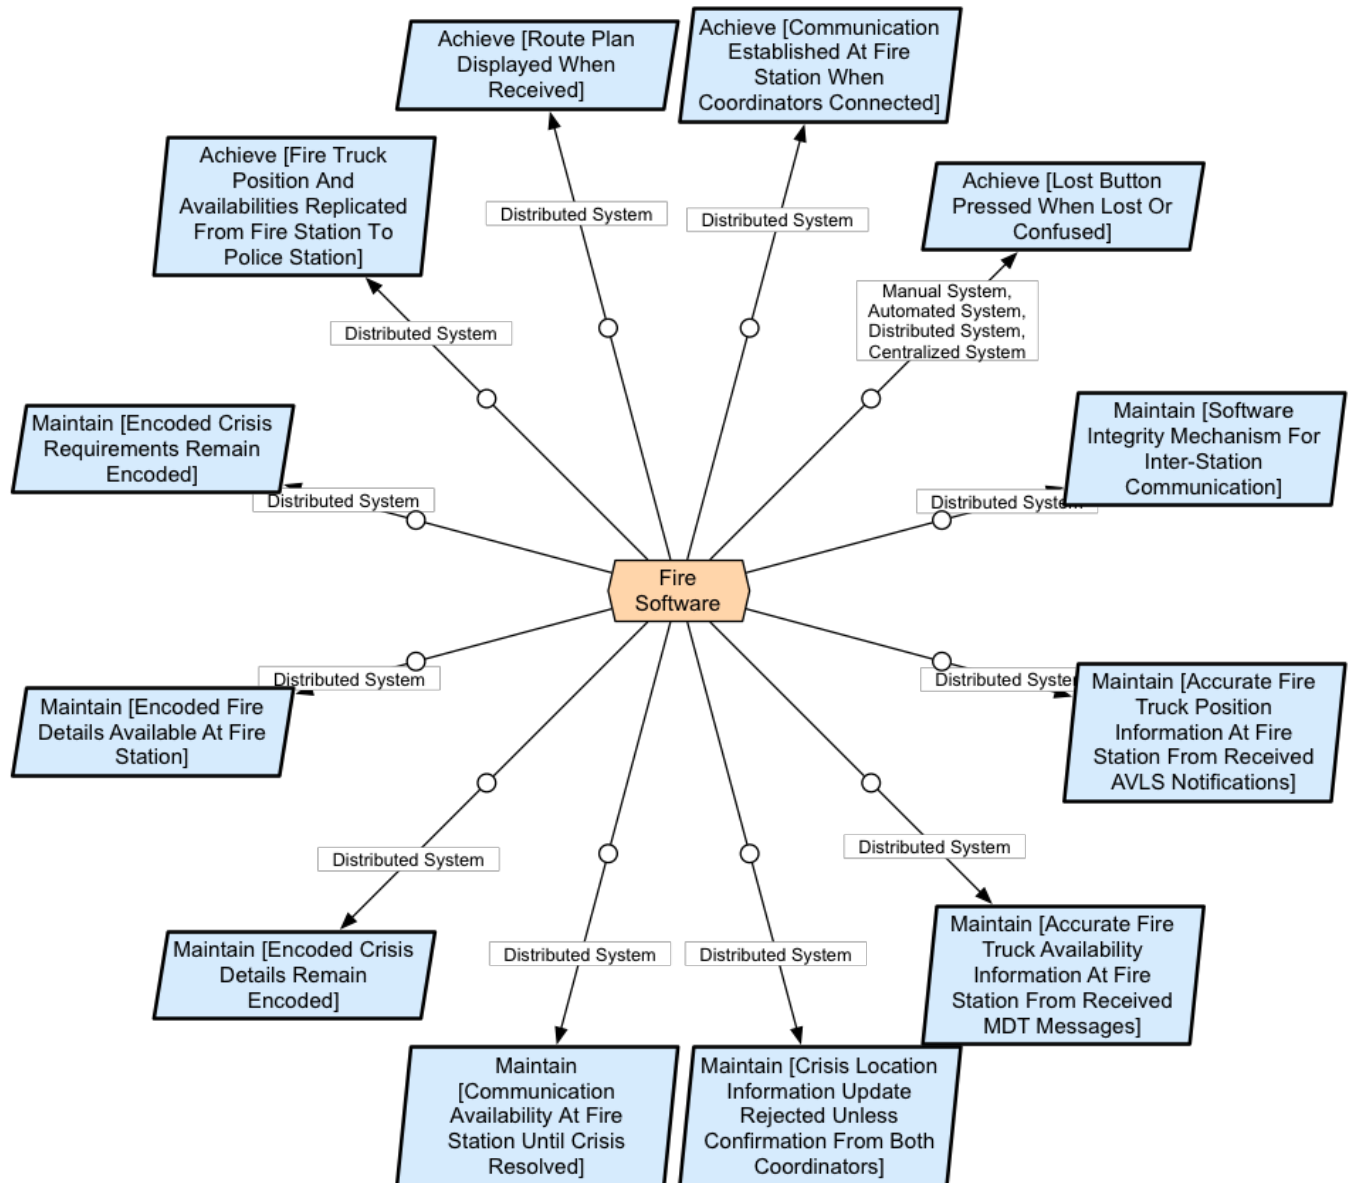 Achieve [Route Plan
Displayed When
Received]
Achieve [Communication
Established At Fire
Station When
Coordinators Connected]
Achieve [Fire Truck
Position And
Availabilities Replicated
From Fire Station To
Police Station]
Achieve [Lost Button
Pressed When Lost Or
Confused]
Distributed System
Distributed System
Manual System,
Automated System,
Distributed System,
Centralized System
Distributed System
Maintain [Encoded Crisis
Requirements Remain
Encoded]
Maintain [Software
Integrity Mechanism For
Inter-Station
Communication]
Distributed System
Distributed Syste
Fire
Software
Distributed System
Distributed Syste
Maintain [Encoded Fire
Details Available At Fire
Station]
Maintain [Accurate Fire
Truck Position
Information At Fire
Station From Received
AVLS Notifications]
Distributed System
Distributed System
Maintain [Encoded Crisis
Details Remain
Encoded]
Distributed System
Distributed System
Maintain [Accurate Fire
Truck Availability
Information At Fire
Station From Received
MDT Messages]
Maintain
[Communication
Availability At Fire
Station Until Crisis
Resolved]
Maintain [Crisis Location
Information Update
Rejected Unless
Confirmation From Both
Coordinators]